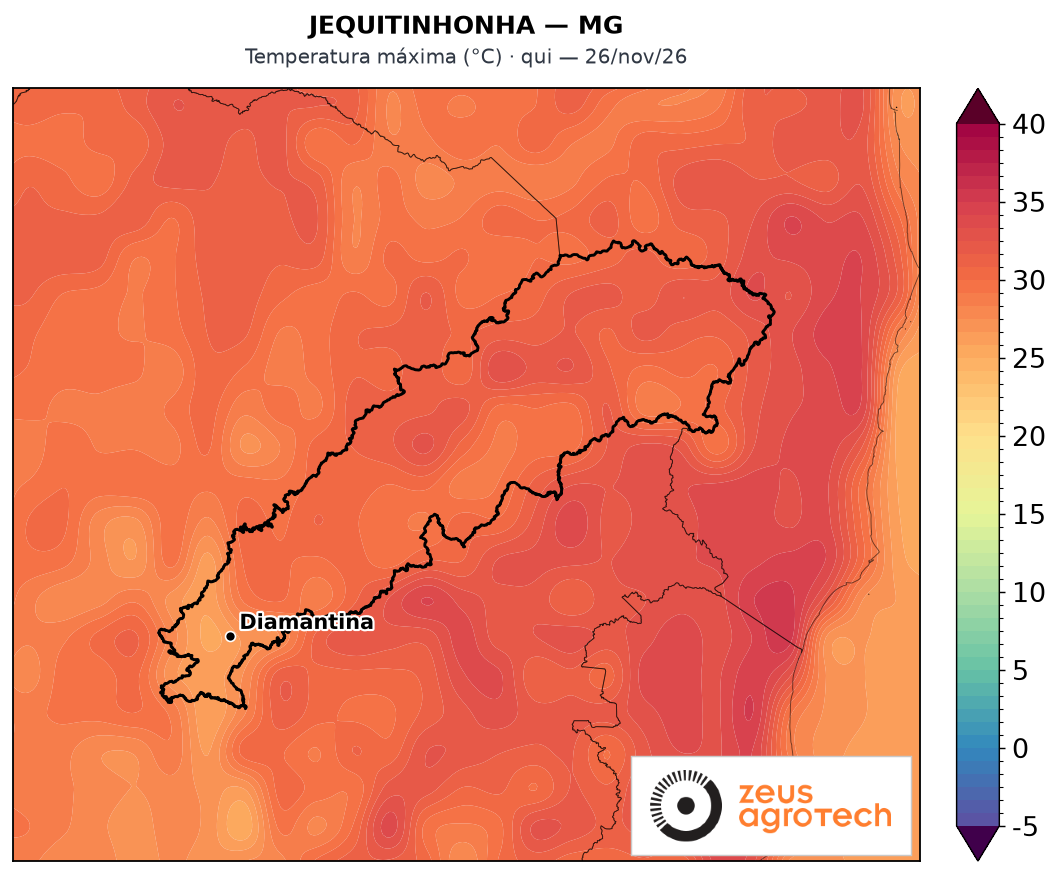 JEQUITINHONHA — MG
Temperatura máxima (°C) · qui — 26/nov/26
40
35
30
25
20
15
10
5
0
-5
Diamantina
zeus
agrotech